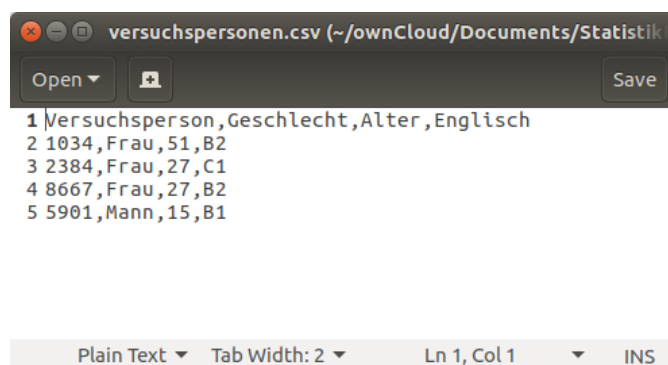 versuchspersonen.csv (~/ownCloud/Documents/Statistik
Open Save
1 Versuchsperson,Geschlecht,Alter,Englisch
2 1034,Frau,51,B2
3 2384,Frau,27,C1
4 8667,Frau,27,B2
5 5901,Mann,15,B1
Plain Text Tab Width: 2 Ln 1, Col 1 INS